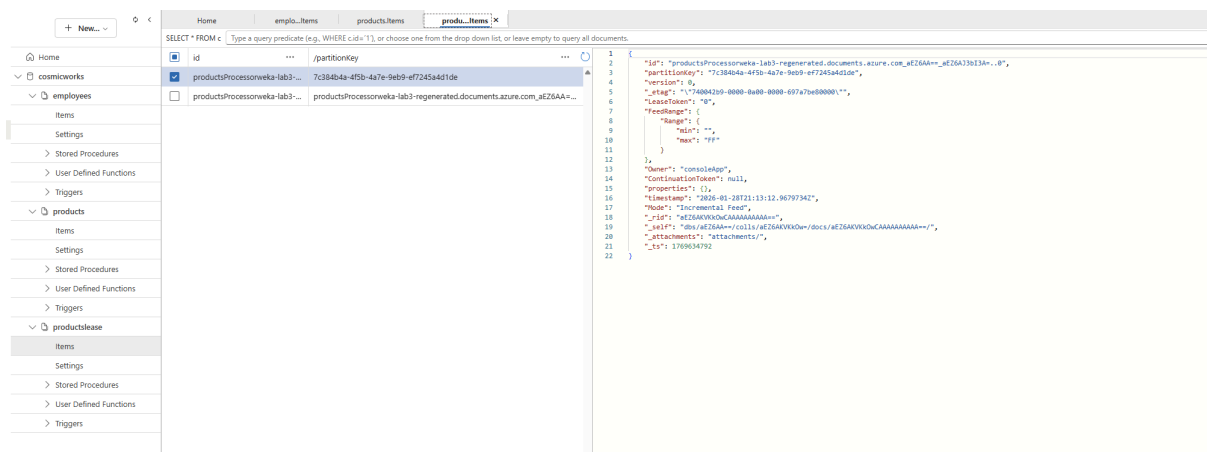 + New...
Home
cosmicworks
employees
Items
Settings
Stored Procedures
User Defined Functions
Triggers
products
Items
Settings
Stored Procedures
User Defined Functions
Triggers
productslease
Items
Settings
Stored Procedures
User Defined Functions
Triggers
Home emplo...Items products.Items produ...Items ×
SELECT * FROM c Type a query predicate (e.g., WHERE c.id='1'), or choose one from the drop down list, or leave empty to query all documents.
id ... /partitionKey ...
productsProcessorweka-lab3-... 7c384b4a-4f5b-4a7e-9eb9-ef7245a4d1de
productsProcessorweka-lab3-... productsProcessorweka-lab3-regenerated.documents.azure.com_aEZ6AA=...
1 {
2 "id": "productsProcessorweka-lab3-regenerated.documents.azure.com_aEZ6AA==_aEZ6AJ3bI3A=..0",
3 "partitionKey": "7c384b4a-4f5b-4a7e-9eb9-ef7245a4d1de",
4 "version": 0,
5 "_etag": "\"740042b9-0000-0a00-0000-697a7be80000\"",
6 "LeaseToken": "0",
7 "FeedRange": {
8 "Range": {
9 "min": "",
10 "max": "FF"
11 }
12 },
13 "Owner": "consoleApp",
14 "ContinuationToken": null,
15 "properties": {},
16 "timestamp": "2026-01-28T21:13:12.9679734Z",
17 "Mode": "Incremental Feed",
18 "_rid": "aEZ6AKVKkOwCAAAAAAAAAA==",
19 "_self": "dbs/aEZ6AA==/colls/aEZ6AKVKkOw=/docs/aEZ6AKVKkOwCAAAAAAAAAA==/",
20 "_attachments": "attachments/",
21 "_ts": 1769634792
22 }